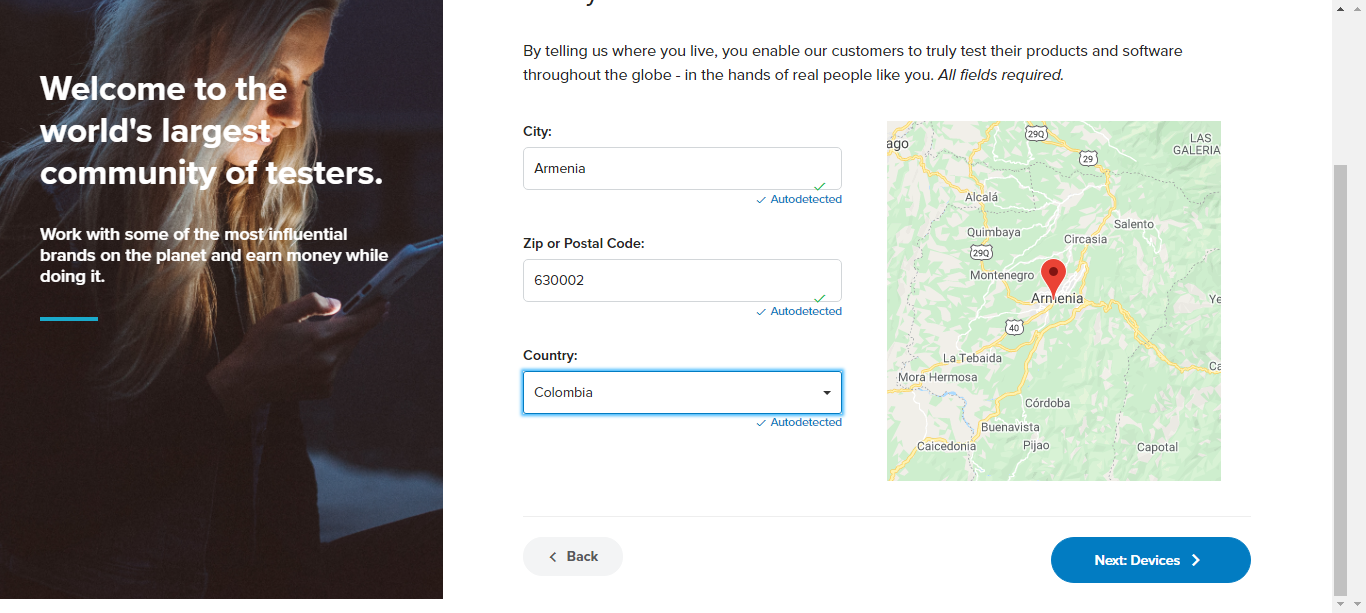 Welcome to the
world's largest
community of testers.
Work with some of the most influential
brands on the planet and earn money while
doing it.
By telling us where you live, you enable our customers to truly test their products and software
throughout the globe - in the hands of real people like you. All fields required.
City:
Armenia
Autodetected
Zip or Postal Code:
630002
Autodetected
Country:
Colombia
Autodetected
29Q
ago
LAS
GALERIA
29
Alcalá
Salento
Quimbaya
Circasia
29Q
Montenegro
Armenia
Ye
40
La Tebaida
Ca
Mora Hermosa
Córdoba
Buenavista
Caicedonia
Pijao
Capotal
Back
Next: Devices